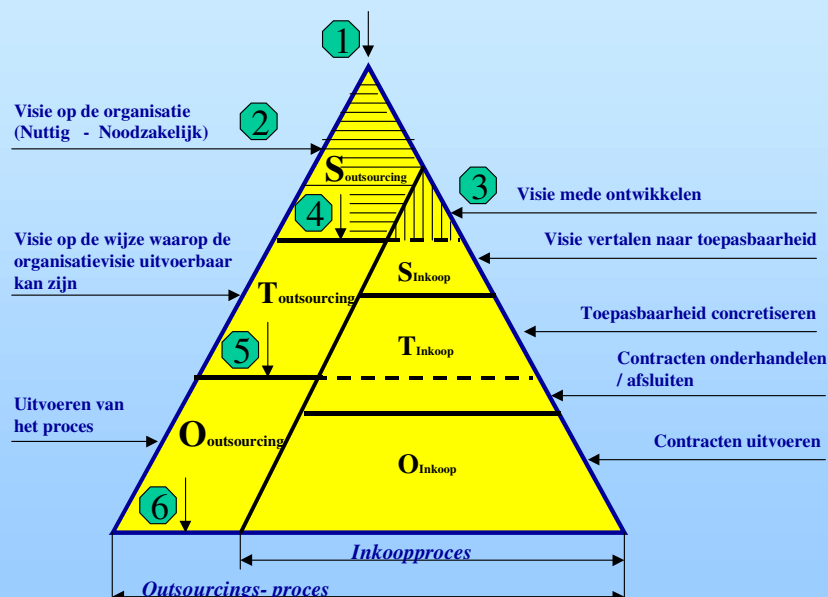 1
Visie op de organisatie
(Nuttig - Noodzakelijk)
2
Soutsourcing
3
Visie mede ontwikkelen
4
Visie op de wijze waarop de
organisatievisie uitvoerbaar
kan zijn
Visie vertalen naar toepasbaarheid
SInkoop
Toutsourcing
Toepasbaarheid concretiseren
TInkoop
5
Contracten onderhandelen
/ afsluiten
Uitvoeren van
het proces
Ooutsourcing
Contracten uitvoeren
OInkoop
6
Inkoopproces
Outsourcings- proces